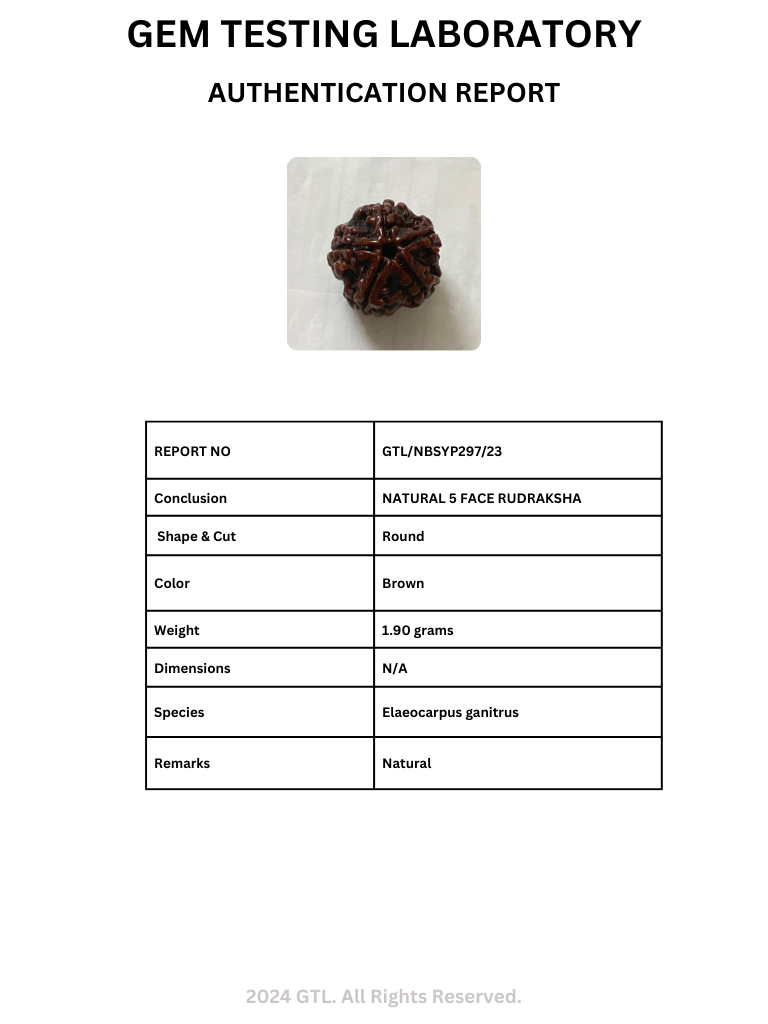 GEM TESTING LABORATORY
AUTHENTICATION REPORT
REPORT NO GTL/NBSYP297/23
Conclusion NATURAL 5 FACE RUDRAKSHA
Shape & Cut Round
Color Brown
Weight 1.90 grams
Dimensions N/A
Species Elaeocarpus ganitrus
Remarks Natural
2024 GTL. All Rights Reserved.